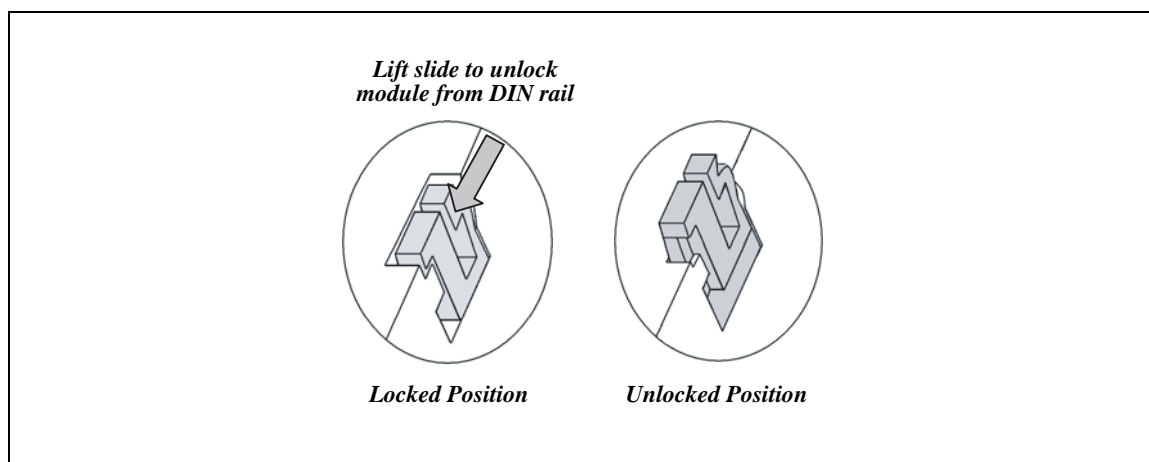 Lift slide to unlock
module from DIN rail
Locked Position
Unlocked Position